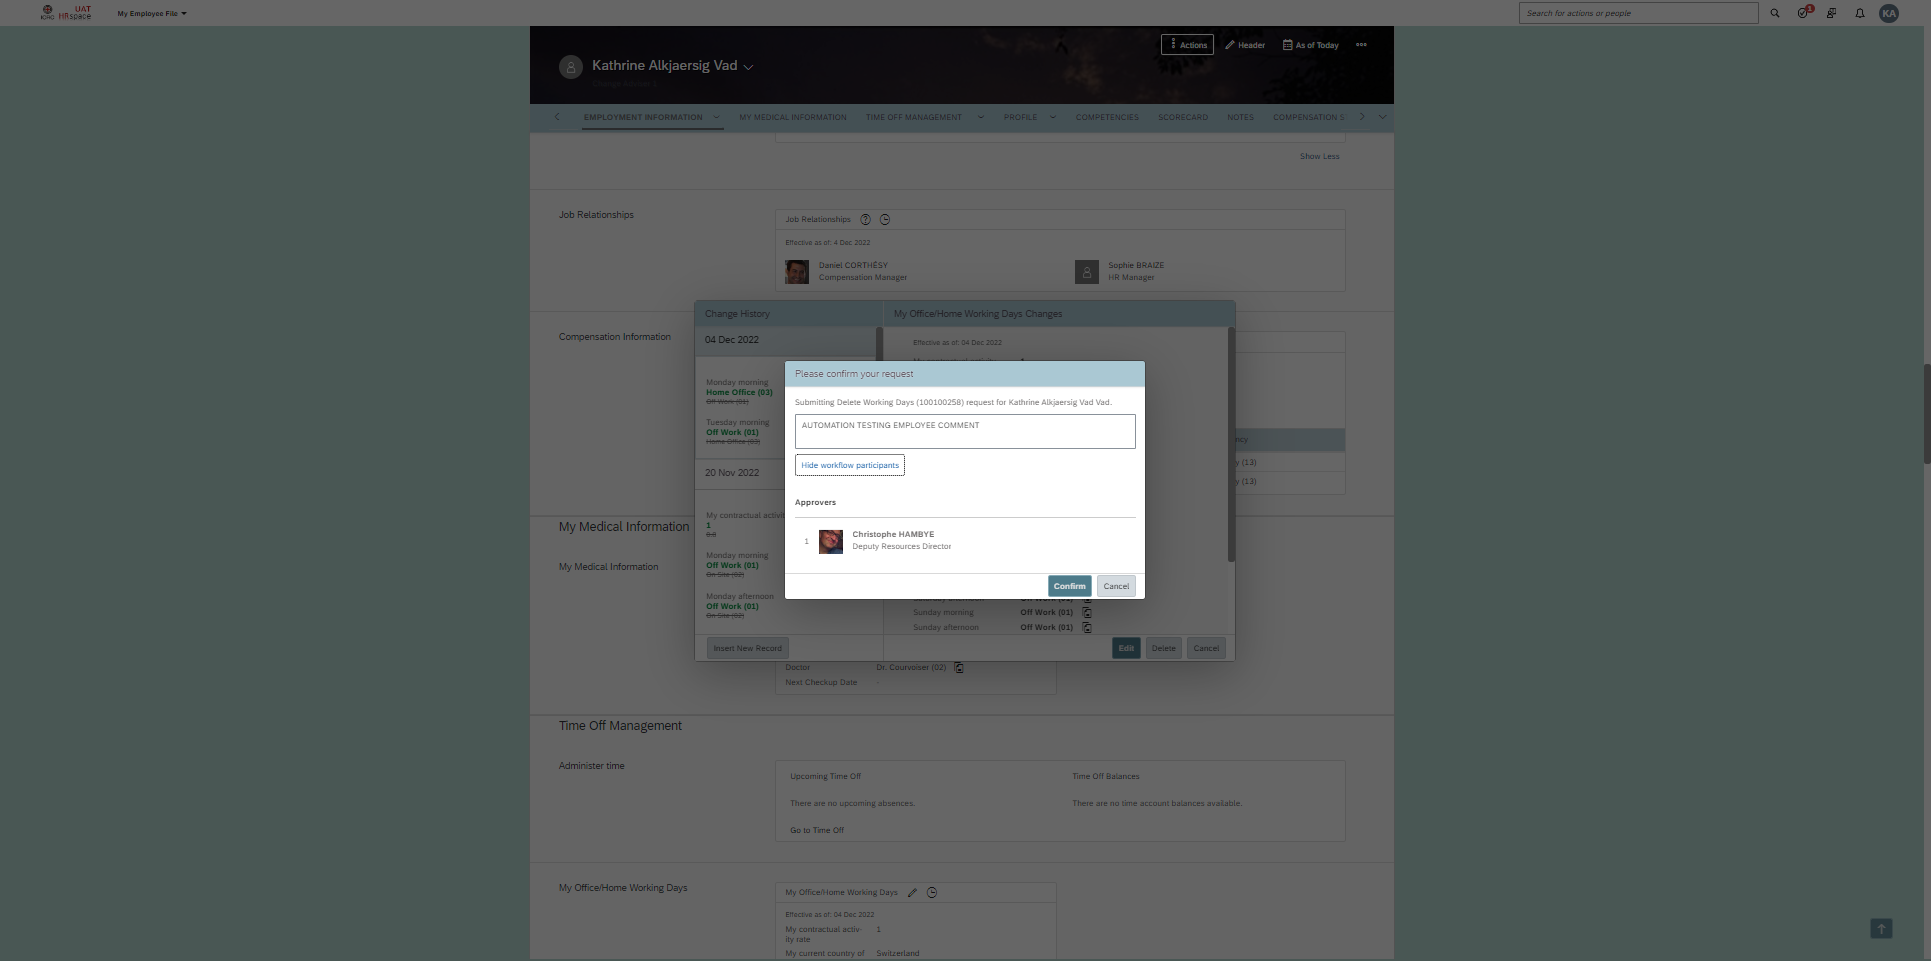 ICRC
UAT
HRspace
My Employee File
Search for actions or people
1
KA
Kathrine Alkjaersig Vad
Actions
Header
As of Today
EMPLOYMENT INFORMATION
MY MEDICAL INFORMATION
TIME OFF MANAGEMENT
PROFILE
COMPETENCIES
SCORECARD
NOTES
COMPENSATION S
Show Less
Job Relationships
Job Relationships
Effective as of: 4 Dec 2022
Daniel CORTHÉSY
Compensation Manager
Sophie BRAIZE
HR Manager
Compensation Information
Change History
04 Dec 2022
Monday morning
Home Office (03)
Off Work (01)
Tuesday morning
Off Work (01)
Home Office (03)
20 Nov 2022
My contractual activit
1
0.8
Monday morning
Off Work (01)
On Site (02)
Monday afternoon
Off Work (01)
On Site (02)
Insert New Record
My Office/Home Working Days Changes
Effective as of: 04 Dec 2022
Please confirm your request
Submitting Delete Working Days (100100258) request for Kathrine Alkjaersig Vad Vad.
AUTOMATION TESTING EMPLOYEE COMMENT
Hide workflow participants
Approvers
1
Christophe HAMBYE
Deputy Resources Director
Confirm
Cancel
ncy
y (13)
y (13)
Sunday morning
Off Work (01)
Sunday afternoon
Off Work (01)
Edit
Delete
Cancel
My Medical Information
My Medical Information
Doctor
Dr. Courvoiser (02)
Next Checkup Date
-
Time Off Management
Administer time
Upcoming Time Off
There are no upcoming absences.
Go to Time Off
Time Off Balances
There are no time account balances available.
My Office/Home Working Days
My Office/Home Working Days
Effective as of: 04 Dec 2022
My contractual activ-
ity rate
1
My current country of
Switzerland